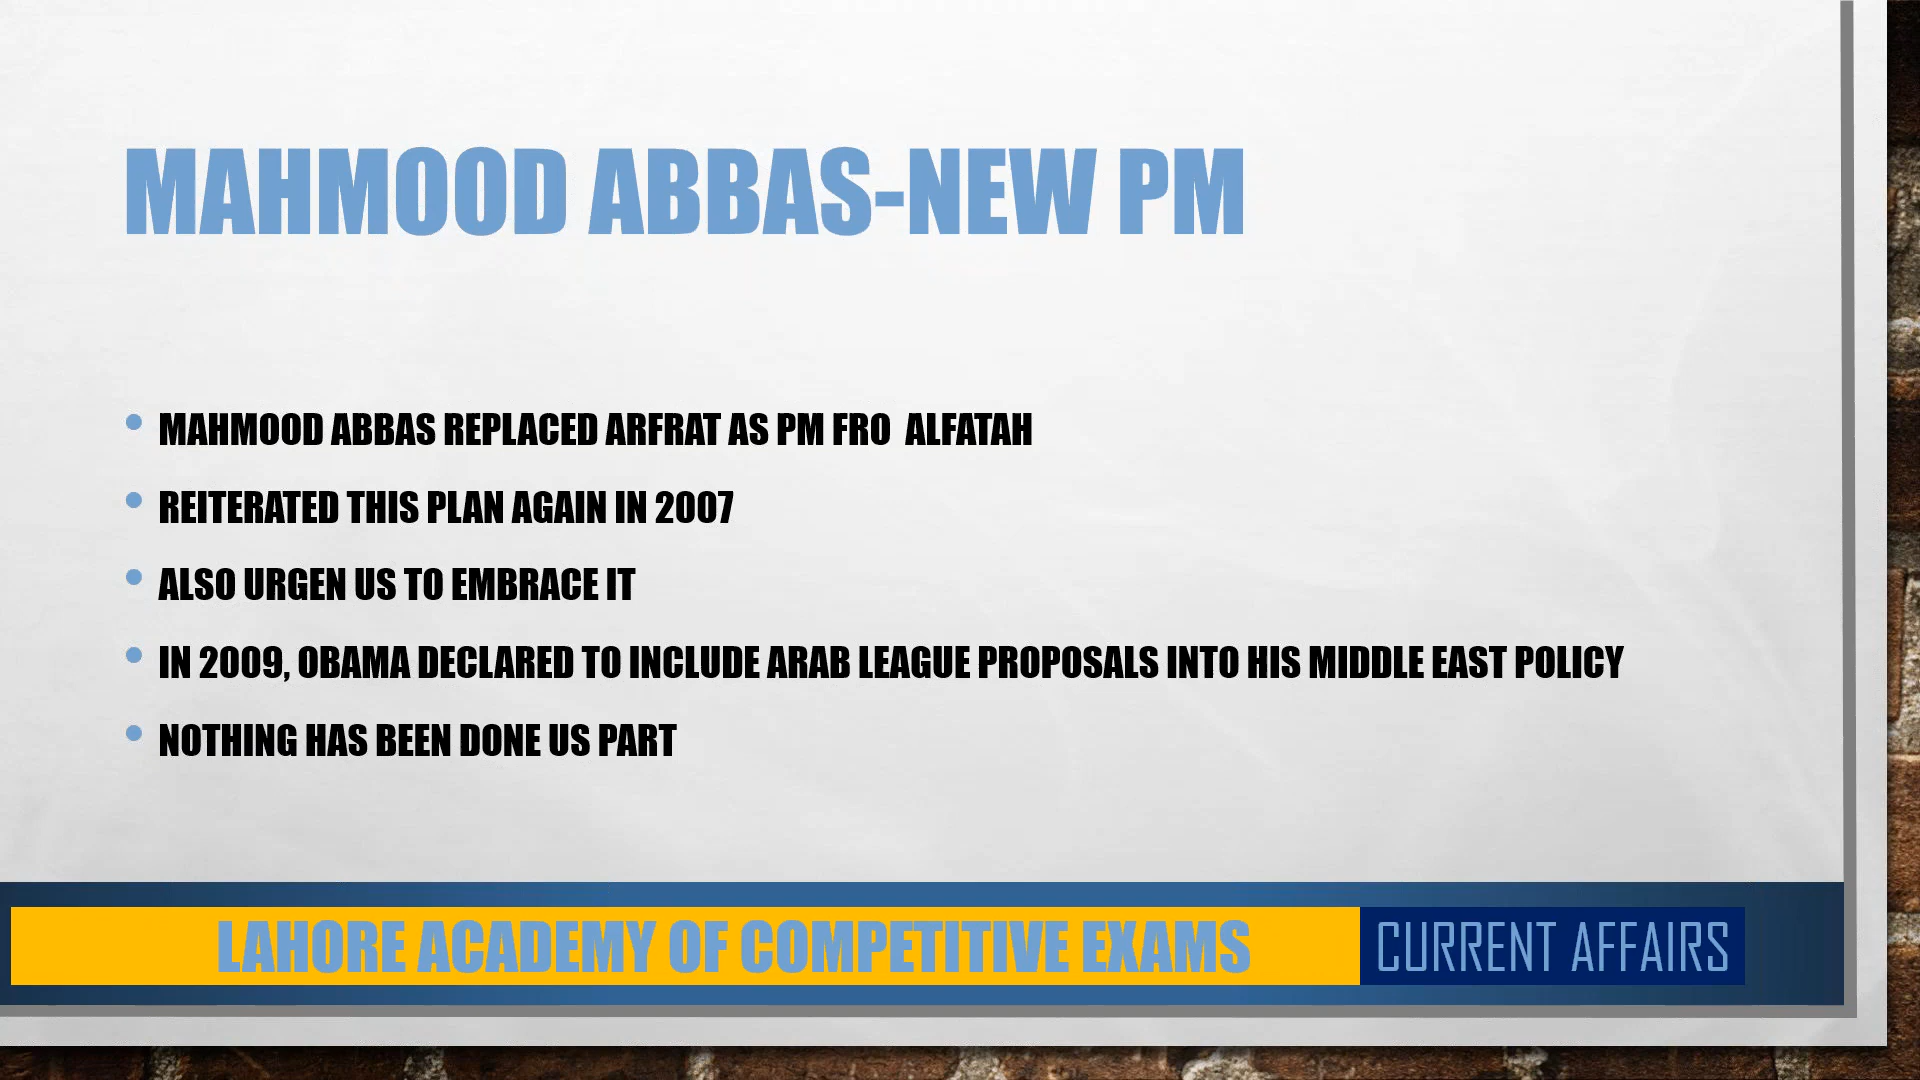 MAHMOOD ABBAS-NEW PM
• MAHMOOD ABBAS REPLACED ARFRAT AS PM FRO ALFATAH
• REITERATED THIS PLAN AGAIN IN 2007
• ALSO URGEN US TO EMBRACE IT
• IN 2009, OBAMA DECLARED TO INCLUDE ARAB LEAGUE PROPOSALS INTO HIS MIDDLE EAST POLICY
• NOTHING HAS BEEN DONE US PART
LAHORE ACADEMY OF COMPETITIVE EXAMS
CURRENT AFFAIRS